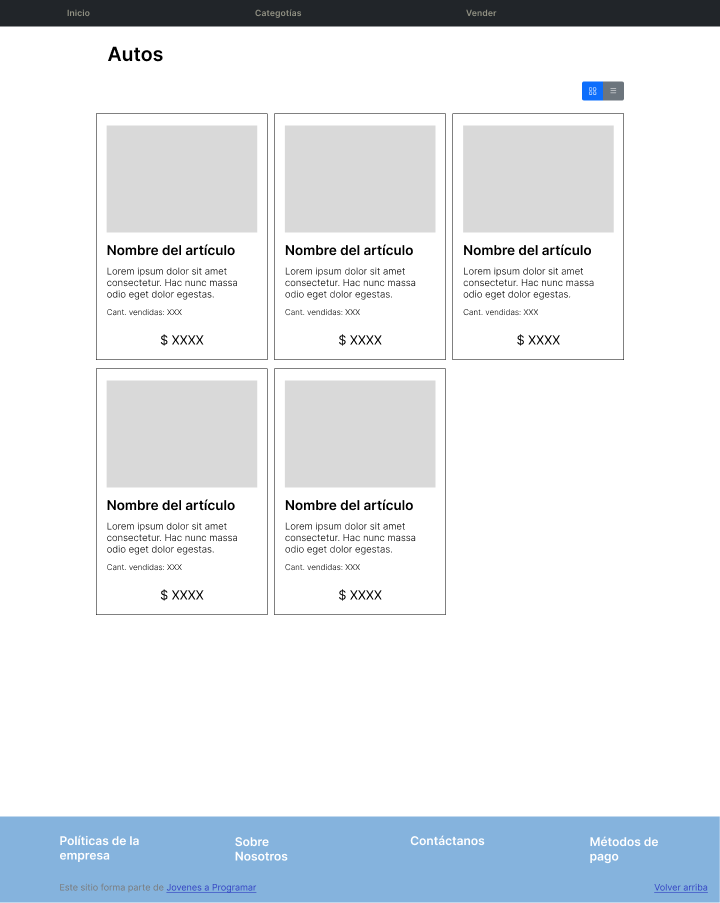 Inicio Categotías Vender
Autos
Nombre del artículo Nombre del artículo Nombre del artículo
Lorem ipsum dolor sit amet Lorem ipsum dolor sit amet Lorem ipsum dolor sit amet
consectetur. Hac nunc massa consectetur. Hac nunc massa consectetur. Hac nunc massa
odio eget dolor egestas. odio eget dolor egestas. odio eget dolor egestas.
Cant. vendidas: XXX Cant. vendidas: XXX Cant. vendidas: XXX
$ XXXX $ XXXX $ XXXX
Nombre del artículo Nombre del artículo
Lorem ipsum dolor sit amet Lorem ipsum dolor sit amet
consectetur. Hac nunc massa consectetur. Hac nunc massa
odio eget dolor egestas. odio eget dolor egestas.
Cant. vendidas: XXX Cant. vendidas: XXX
$ XXXX $ XXXX
Políticas de la Sobre Contáctanos Métodos de
empresa Nosotros pago
Este sitio forma parte de Jovenes a Programar Volver arriba